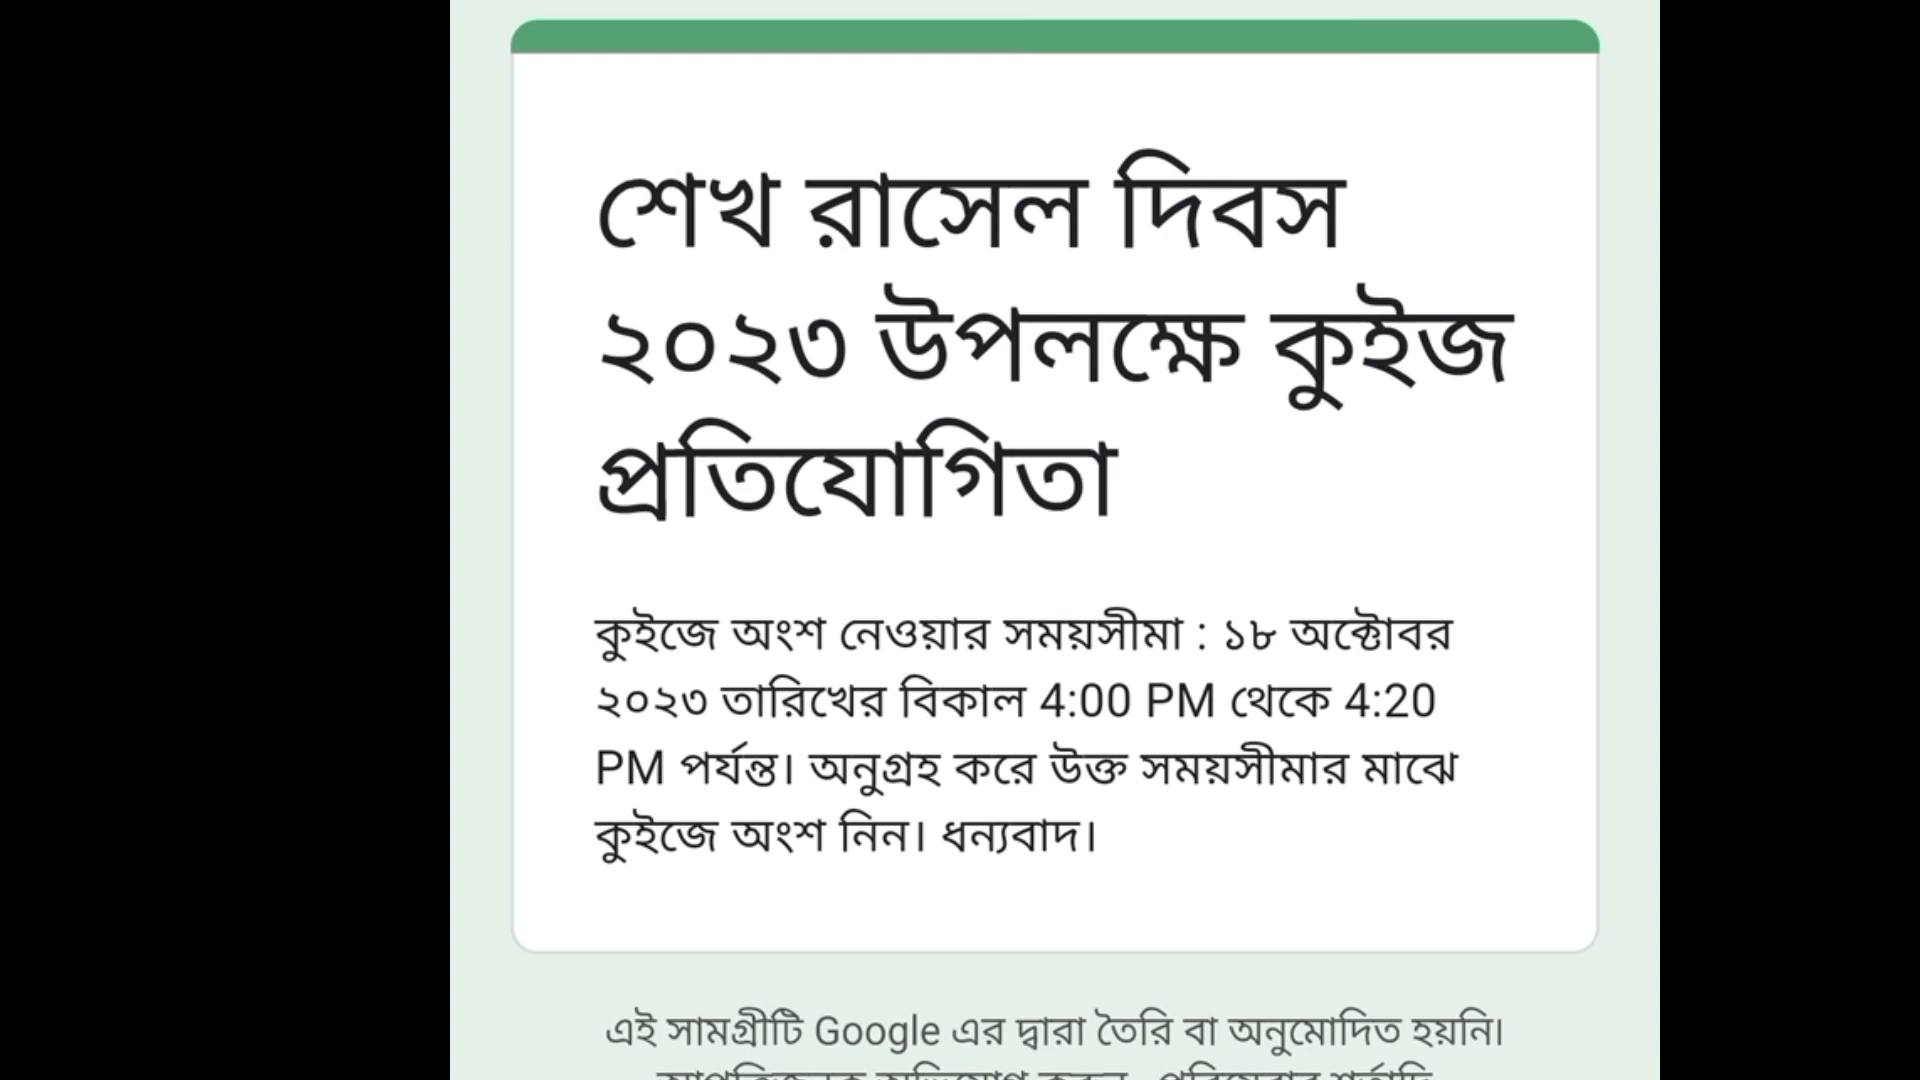 শেখ রাসেল দিবস
২০২৩ উপলক্ষে কুইজ
প্রতিযোগিতা
কুইজে অংশ নেওয়ার সময়সীমা : ১৮ অক্টোবর
২০২৩ তারিখের বিকাল 4:00 PM থেকে 4:20
PM পর্যন্ত। অনুগ্রহ করে উক্ত সময়সীমার মাঝে
কুইজে অংশ নিন। ধন্যবাদ।
এই সামগ্রীটি Google এর দ্বারা তৈরি বা অনুমোদিত হয়নি।